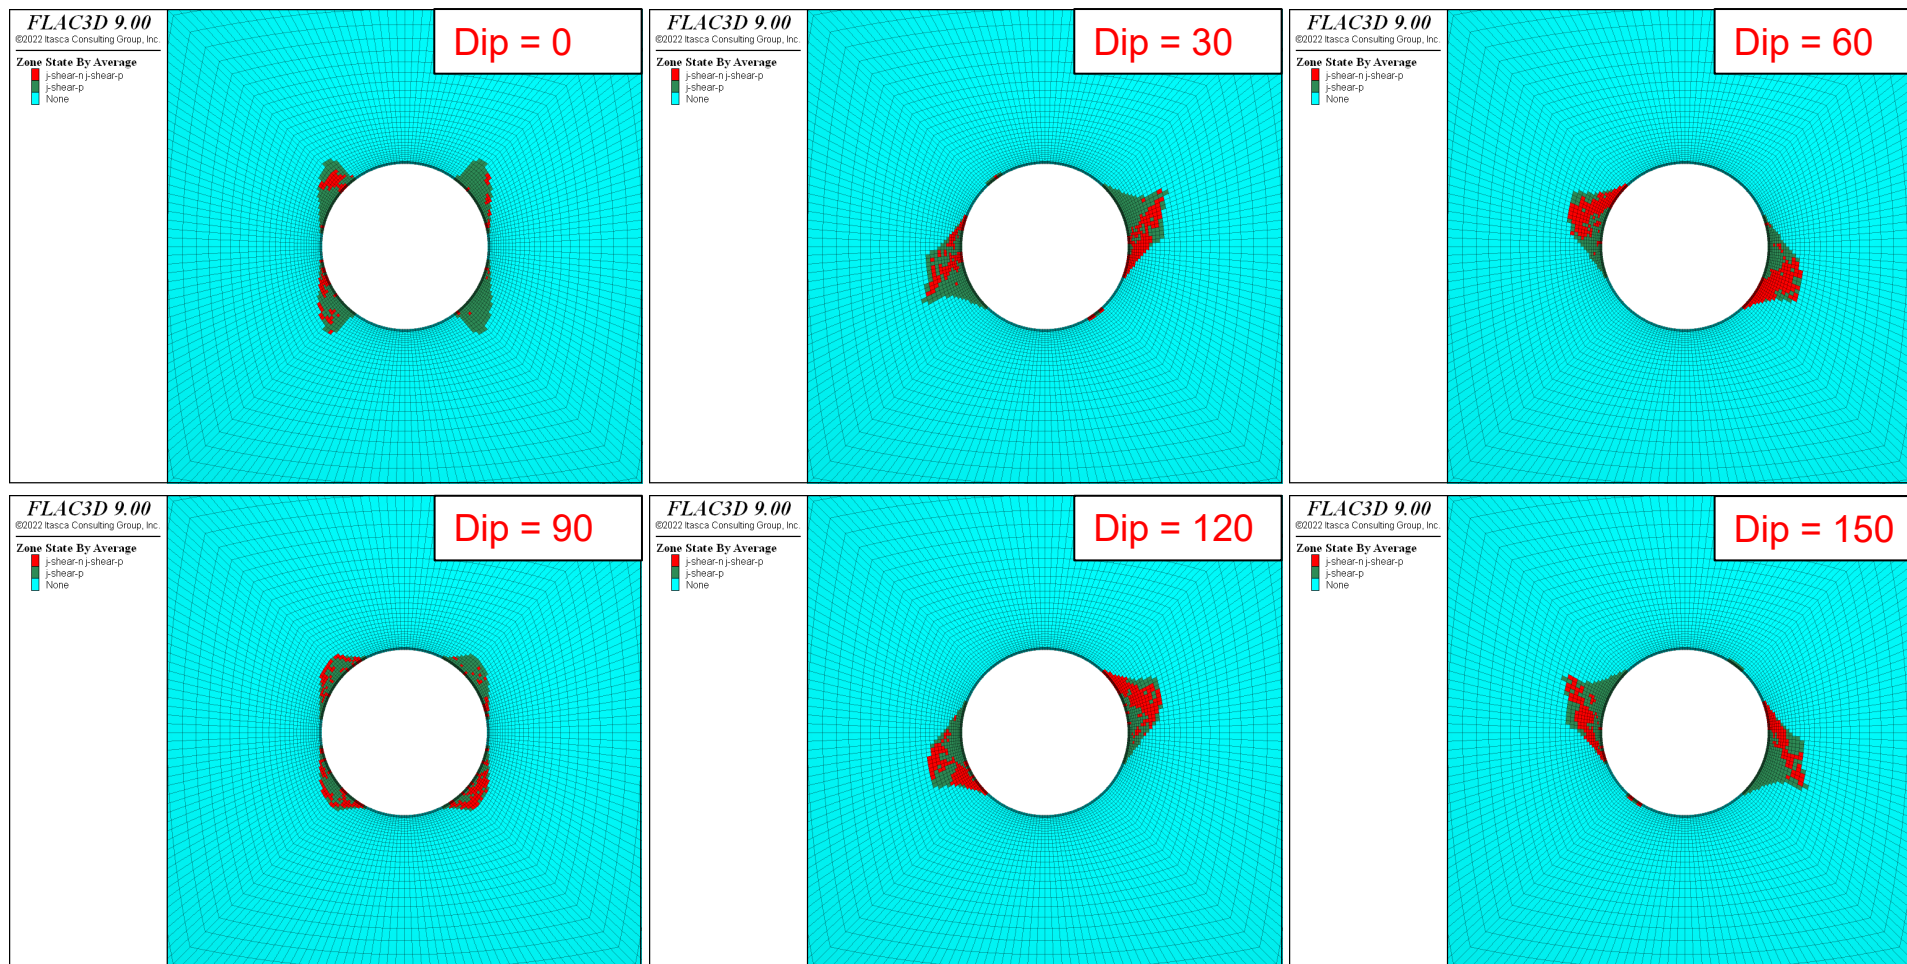 FLAC3D 9.00
©2022 Itasca Consulting Group, Inc.
Zone State By Average
j-shear-n j-shear-p
j-shear-p
None
Dip = 0
FLAC3D 9.00
©2022 Itasca Consulting Group, Inc.
Zone State By Average
j-shear-n j-shear-p
j-shear-p
None
Dip = 30
FLAC3D 9.00
©2022 Itasca Consulting Group, Inc.
Zone State By Average
j-shear-n j-shear-p
j-shear-p
None
Dip = 60
FLAC3D 9.00
©2022 Itasca Consulting Group, Inc.
Zone State By Average
j-shear-n j-shear-p
j-shear-p
None
Dip = 90
FLAC3D 9.00
©2022 Itasca Consulting Group, Inc.
Zone State By Average
j-shear-n j-shear-p
j-shear-p
None
Dip = 120
FLAC3D 9.00
©2022 Itasca Consulting Group, Inc.
Zone State By Average
j-shear-n j-shear-p
j-shear-p
None
Dip = 150